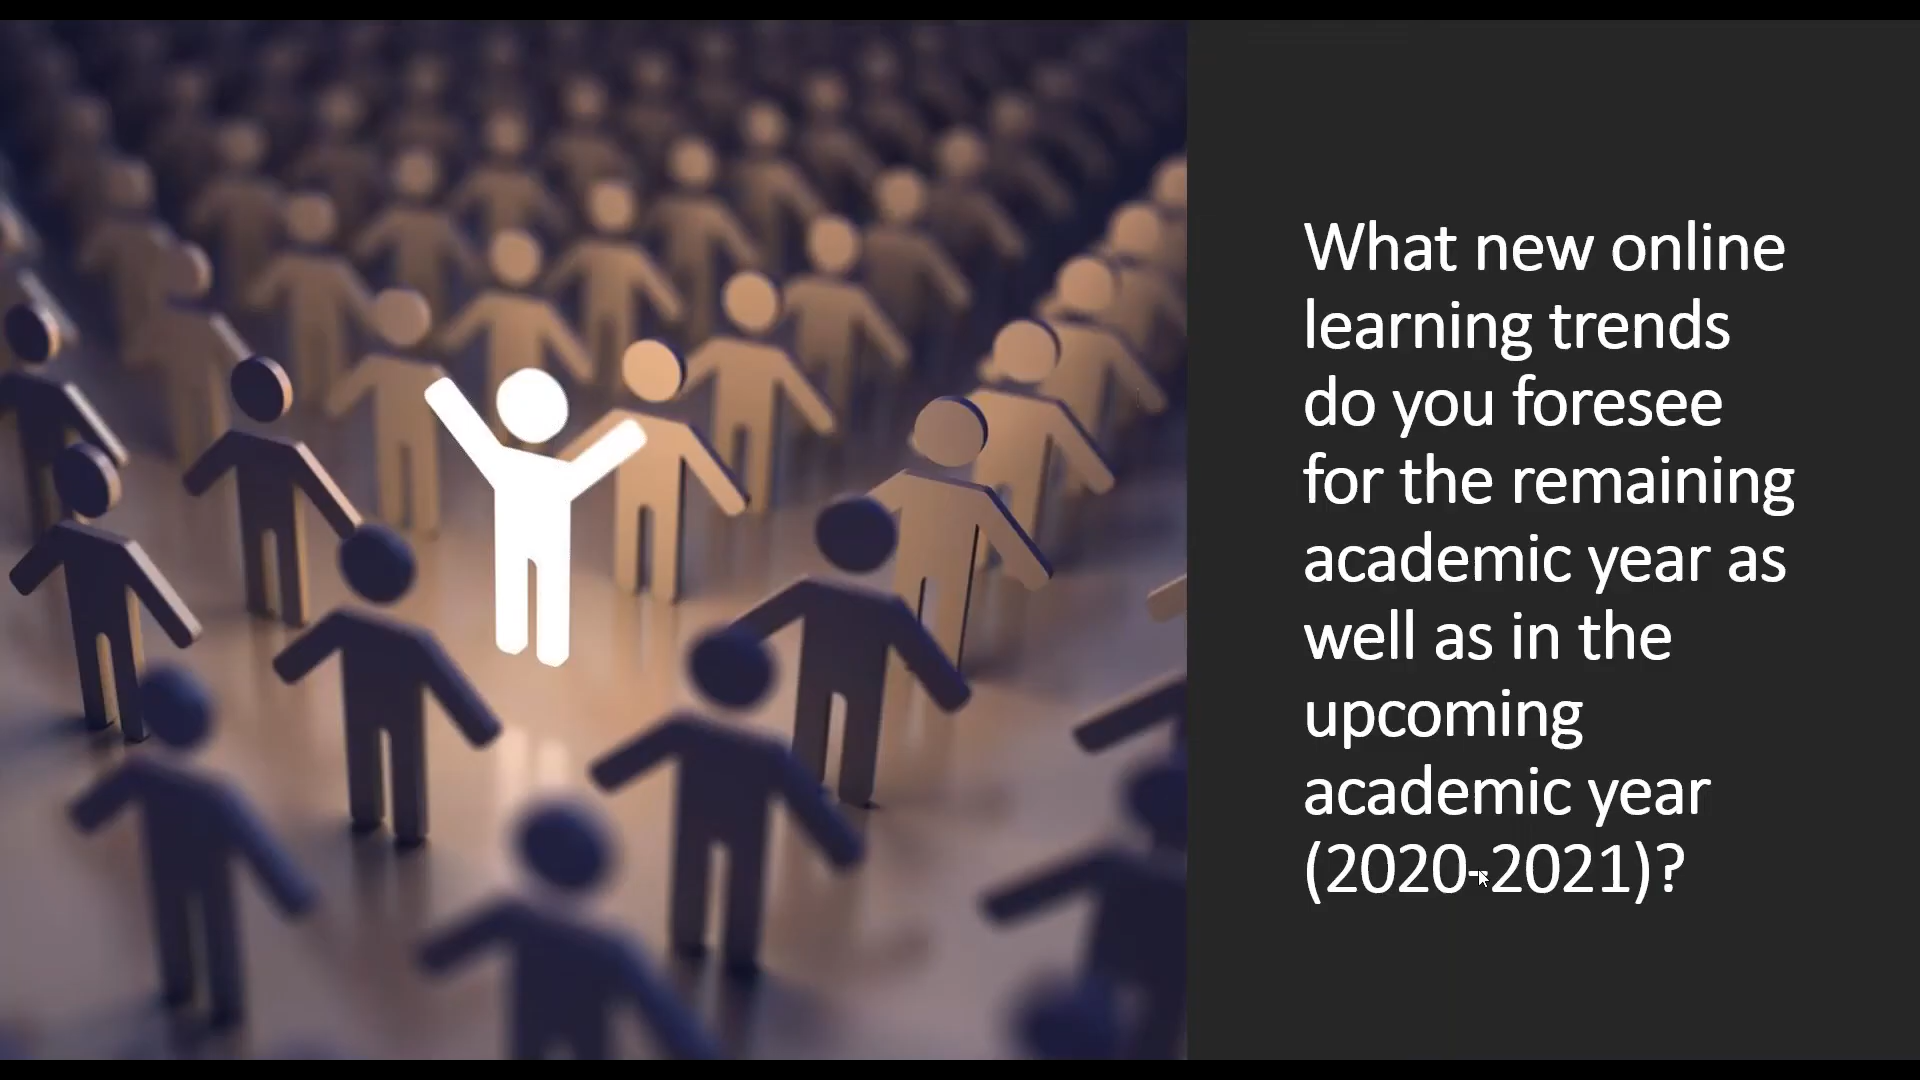 What new online
learning trends
do you foresee
for the remaining
academic year as
well as in the
upcoming
academic year
(2020-2021)?